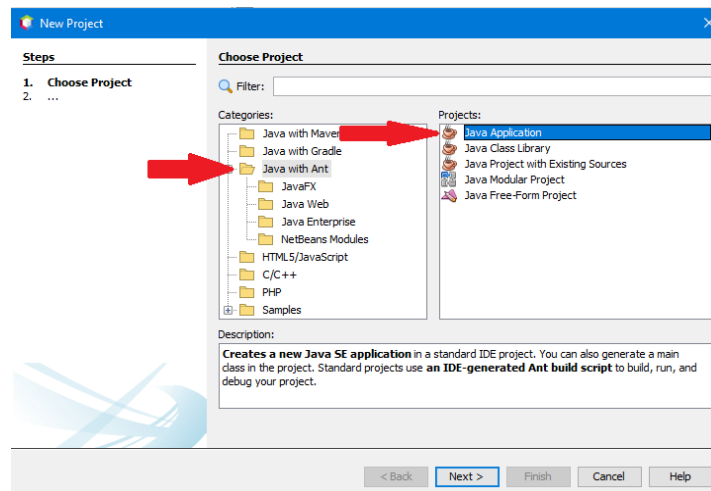 New Project
Steps
1. Choose Project
2. ...
Choose Project
Filter:
Categories:
Java with Maven
Java with Gradle
Java with Ant
JavaFX
Java Web
Java Enterprise
NetBeans Modules
HTML5/JavaScript
C/C++
PHP
Samples
Projects:
Java Application
Java Class Library
Java Project with Existing Sources
Java Modular Project
Java Free-Form Project
Description:
Creates a new Java SE application in a standard IDE project. You can also generate a main
class in the project. Standard projects use an IDE-generated Ant build script to build, run, and
debug your project.
< Back
Next >
Finish
Cancel
Help